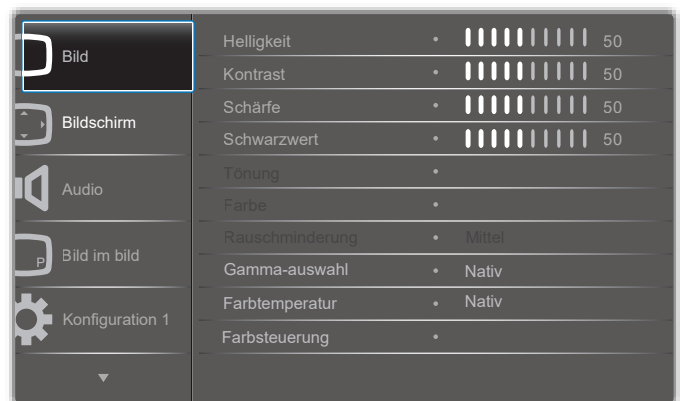 Bild
Bildschirm
Audio
Bild im bild
P
Konfiguration 1
Helligkeit • 50
Kontrast • 50
Schärfe • 50
Schwarzwert • 50
Tönung •
Farbe •
Rauschminderung • Mittel
Gamma-auswahl • Nativ
Farbtemperatur • Nativ
Farbsteuerung •